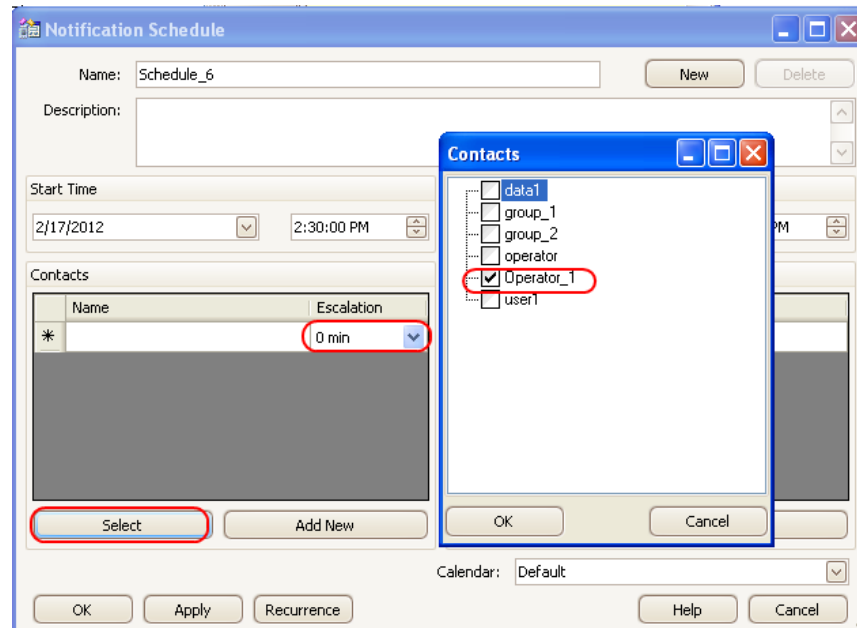 Notification Schedule
Name: Schedule_6 New Delete
Description:
Start Time
2/17/2012 2:30:00 PM PM
Contacts
Name Escalation
0 min
Select Add New
Contacts
data1
group_1
group_2
operator
Operator_1
user1
OK Cancel
Calendar: Default
OK Apply Recurrence Help Cancel